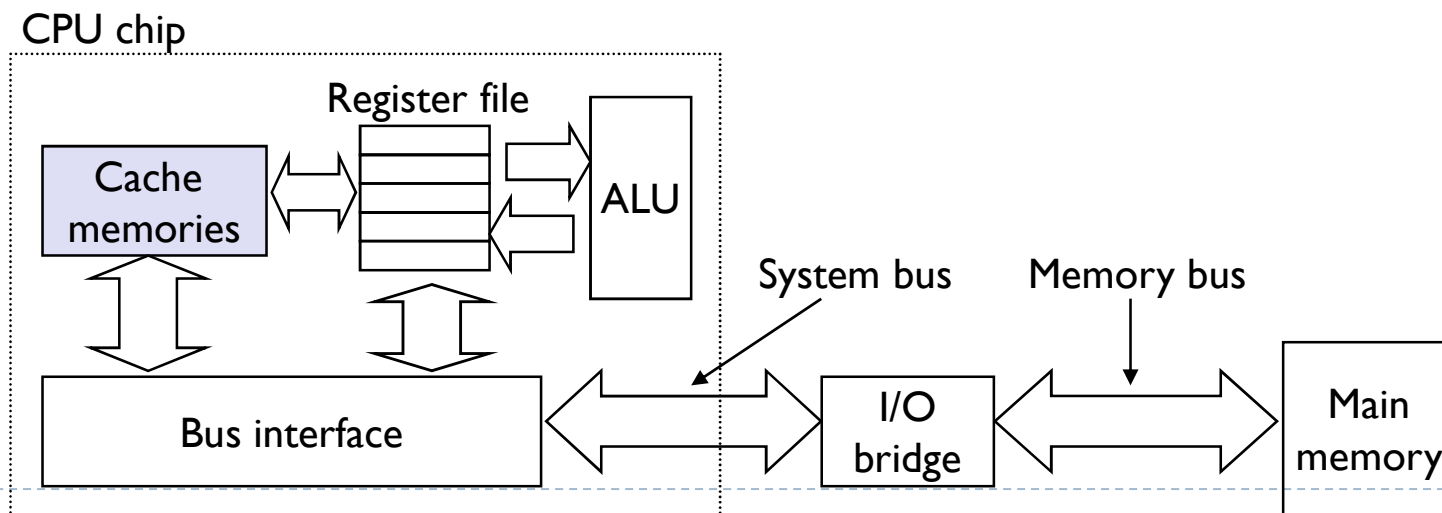 CPU chip
Register file
Cache
memories
ALU
System bus
Memory bus
Bus interface
I/O
bridge
Main
memory